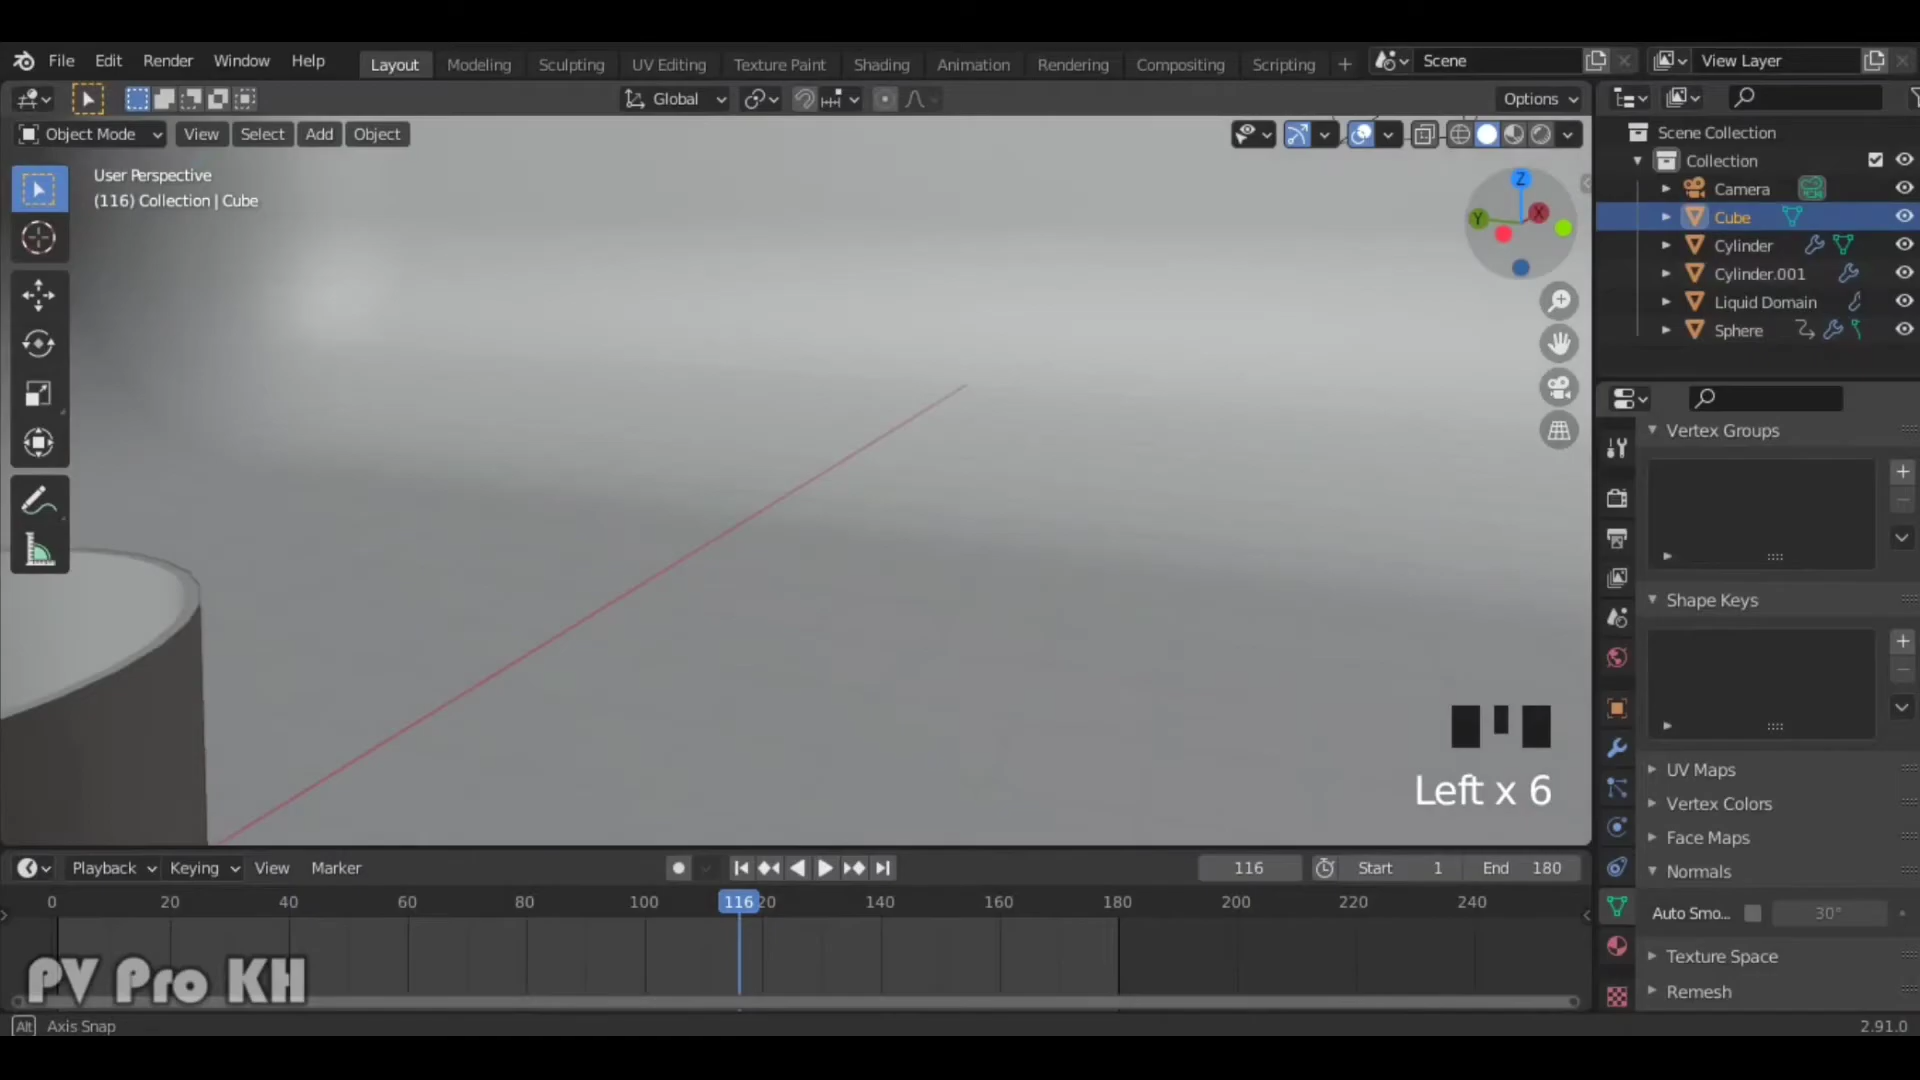 File Edit Render Window Help Layout Modeling Sculpting UV Editing Texture Paint Shading Animation Rendering Compositing Scripting + Scene View Layer
Global Options
Object Mode View Select Add Object
User Perspective
(116) Collection | Cube
Z
Y
X
Scene Collection
Collection
Camera
Cube
Cylinder
Cylinder.001
Liquid Domain
Sphere
Vertex Groups
Shape Keys
UV Maps
Vertex Colors
Face Maps
Normals
Auto Smo... 30°
Texture Space
Remesh
Left x 6
Playback Keying View Marker 116 Start 1 End 180
0 20 40 60 80 100 116 20 140 160 180 200 220 240
PV Pro KH
Alt Axis Snap 2.91.0